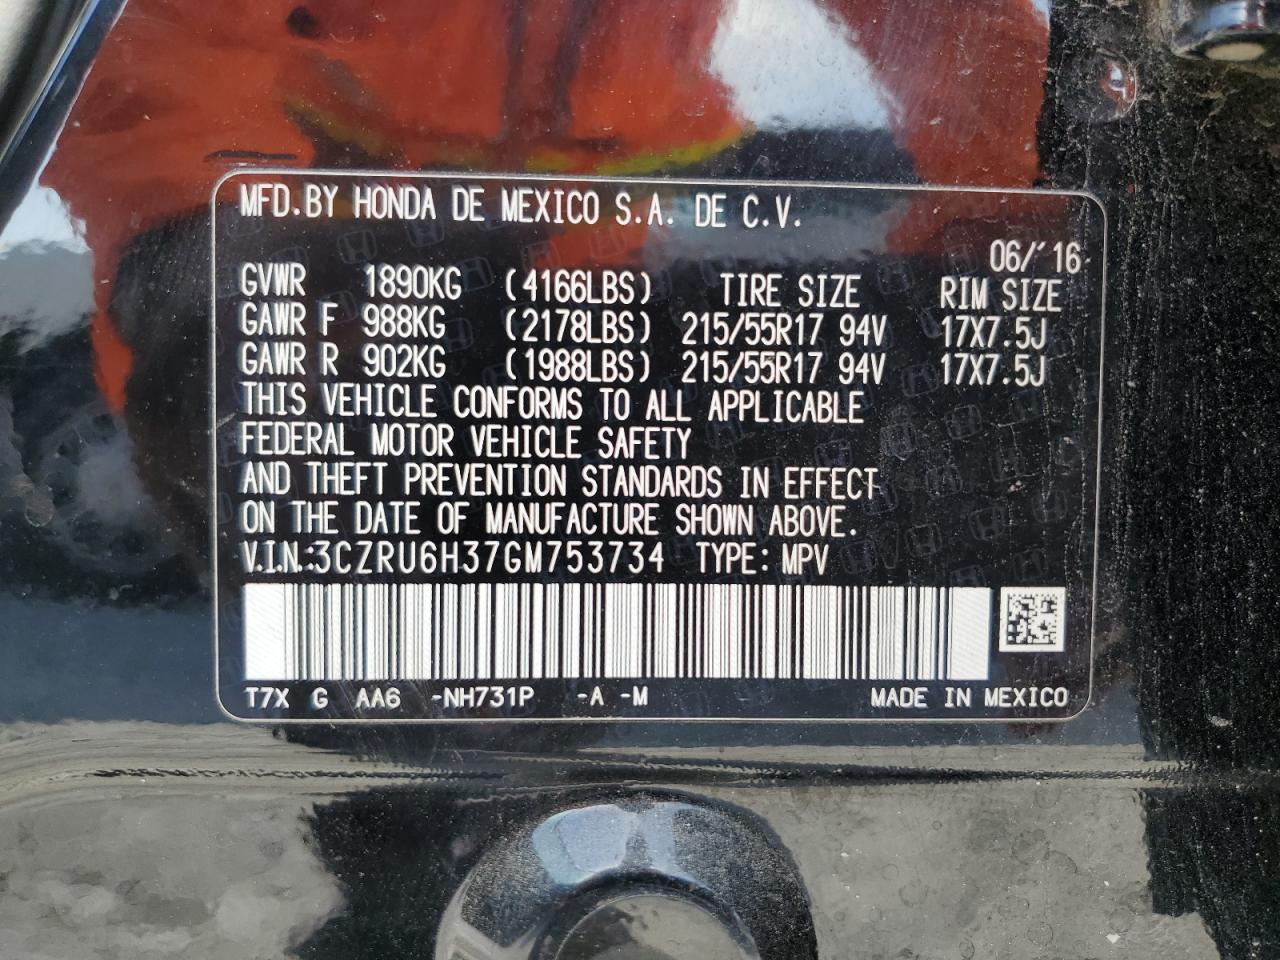 MFD.BY HONDA DE MEXICO S.A. DE C.V.
06/'16
GVWR 1890KG (4166LBS) TIRE SIZE RIM SIZE
GAWR F 988KG (2178LBS) 215/55R17 94V 17X7.5J
GAWR R 902KG (1988LBS) 215/55R17 94V 17X7.5J
THIS VEHICLE CONFORMS TO ALL APPLICABLE
FEDERAL MOTOR VEHICLE SAFETY
AND THEFT PREVENTION STANDARDS IN EFFECT
ON THE DATE OF MANUFACTURE SHOWN ABOVE.
V.I.N.:3CZRU6H37GM753734 TYPE: MPV
T7X G AA6 -NH731P -A -M MADE IN MEXICO